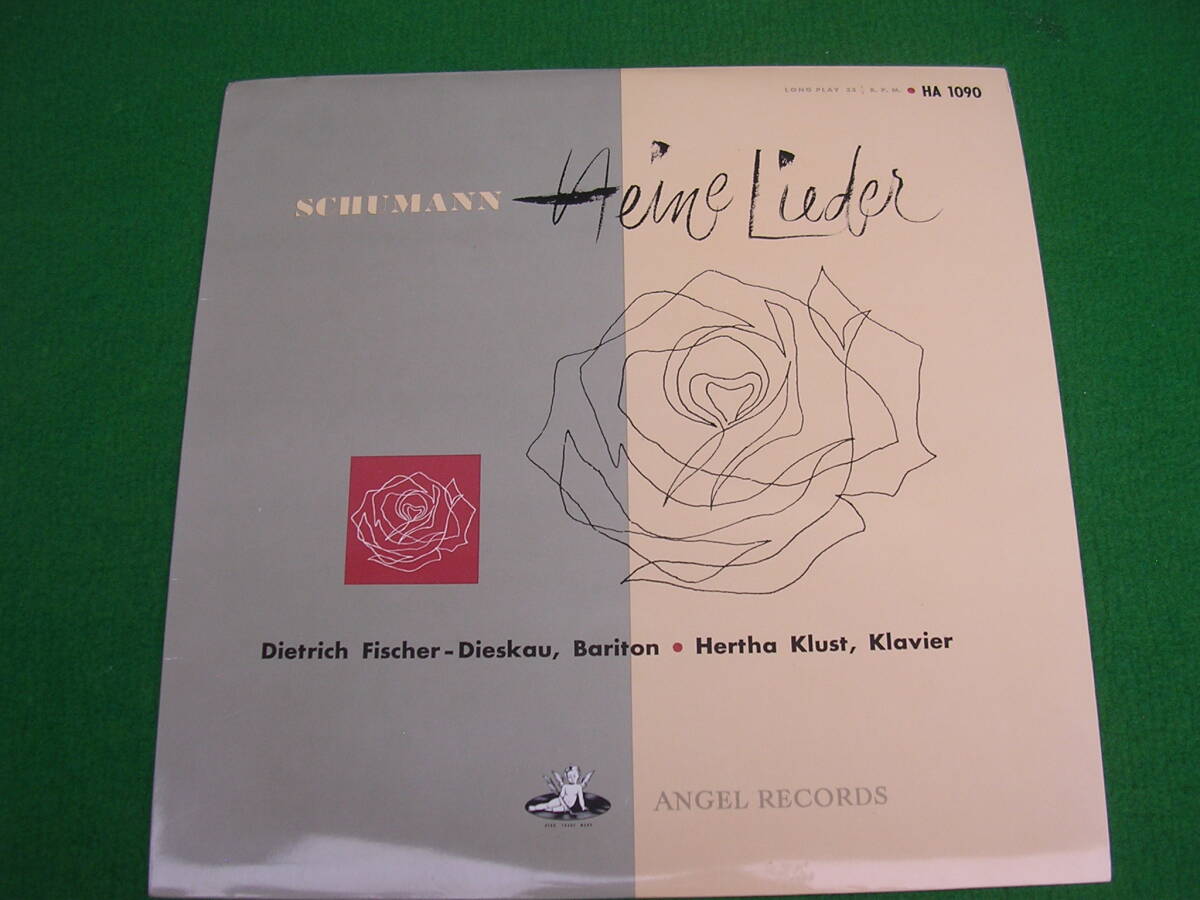 LONG PLAY 33 ⅓ R. P. M. • HA 1090
SCHUMANN Heine Lieder
Dietrich Fischer-Dieskau, Bariton • Hertha Klust, Klavier
ANGEL RECORDS